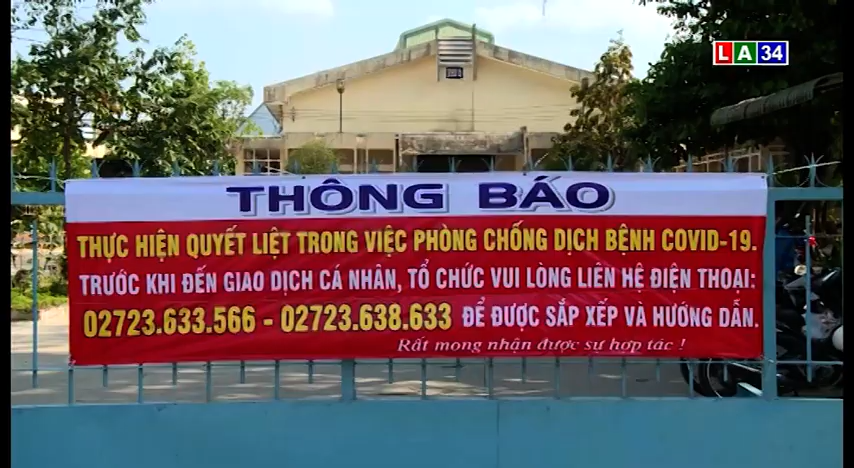 LA34
THÔNG BÁO
THỰC HIỆN QUYẾT LIỆT TRONG VIỆC PHÒNG CHỐNG DỊCH BỆNH COVID-19.
TRƯỚC KHI ĐẾN GIAO DỊCH CÁ NHÂN, TỔ CHỨC VUI LÒNG LIÊN HỆ ĐIỆN THOẠI:
02723.633.566 - 02723.638.633 ĐỂ ĐƯỢC SẮP XẾP VÀ HƯỚNG DẪN.
Rất mong nhận được sự hợp tác !